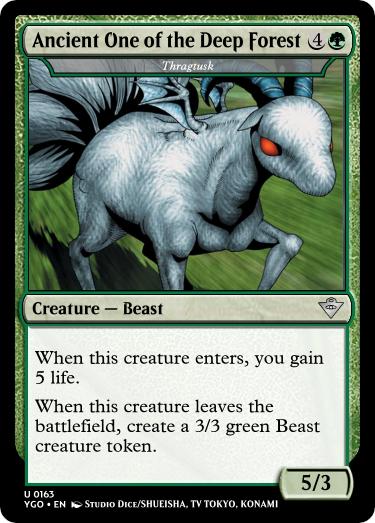 Ancient One of the Deep Forest 4
Thragtusk
Creature — Beast
When this creature enters, you gain
5 life.
When this creature leaves the
battlefield, create a 3/3 green Beast
creature token.
5/3
U 0163
YGO • EN Studio Dice/SHUEISHA, TV TOKYO, KONAMI